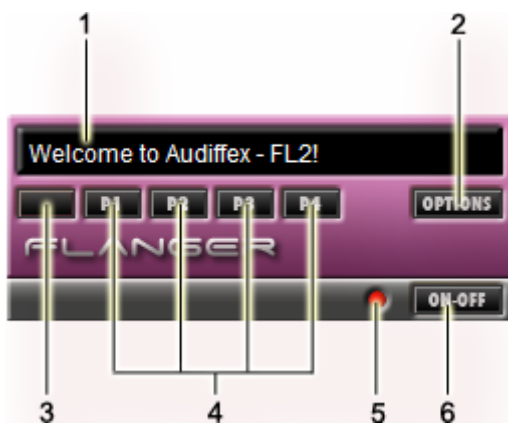 1 2
Welcome to Audiffex - FL2!
P1 P2 P3 P4 OPTIONS
FLANGER
ON-OFF
3 4 5 6